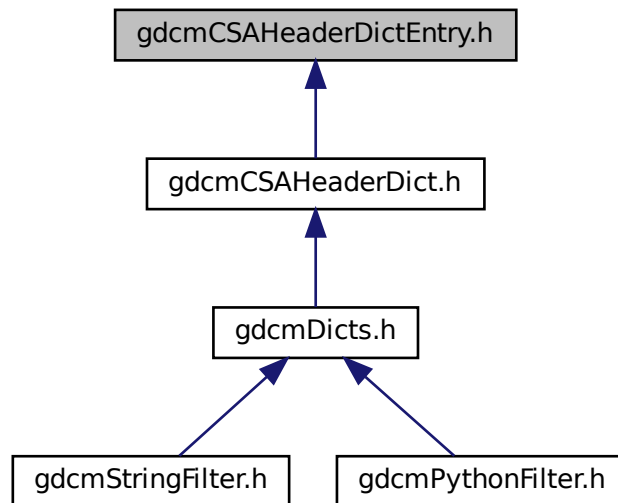 gdcmCSAHeaderDictEntry.h
gdcmCSAHeaderDict.h
gdcmDicts.h
gdcmStringFilter.h
gdcmPythonFilter.h